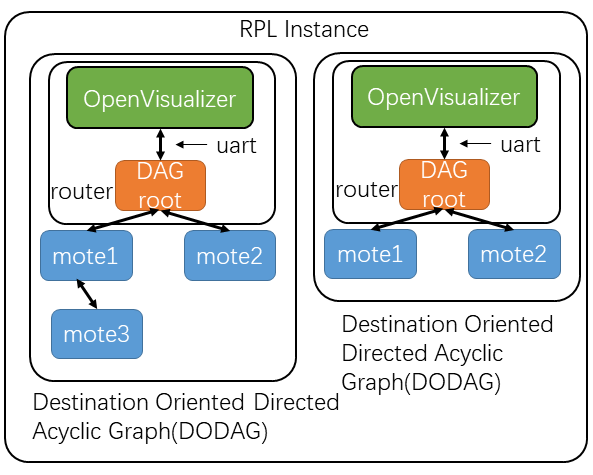 RPL Instance
OpenVisualizer
uart
DAG
root
router
mote1
mote2
mote3
Destination Oriented Directed
Acyclic Graph(DODAG)
OpenVisualizer
uart
DAG
root
router
mote1
mote2
Destination Oriented
Directed Acyclic
Graph(DODAG)